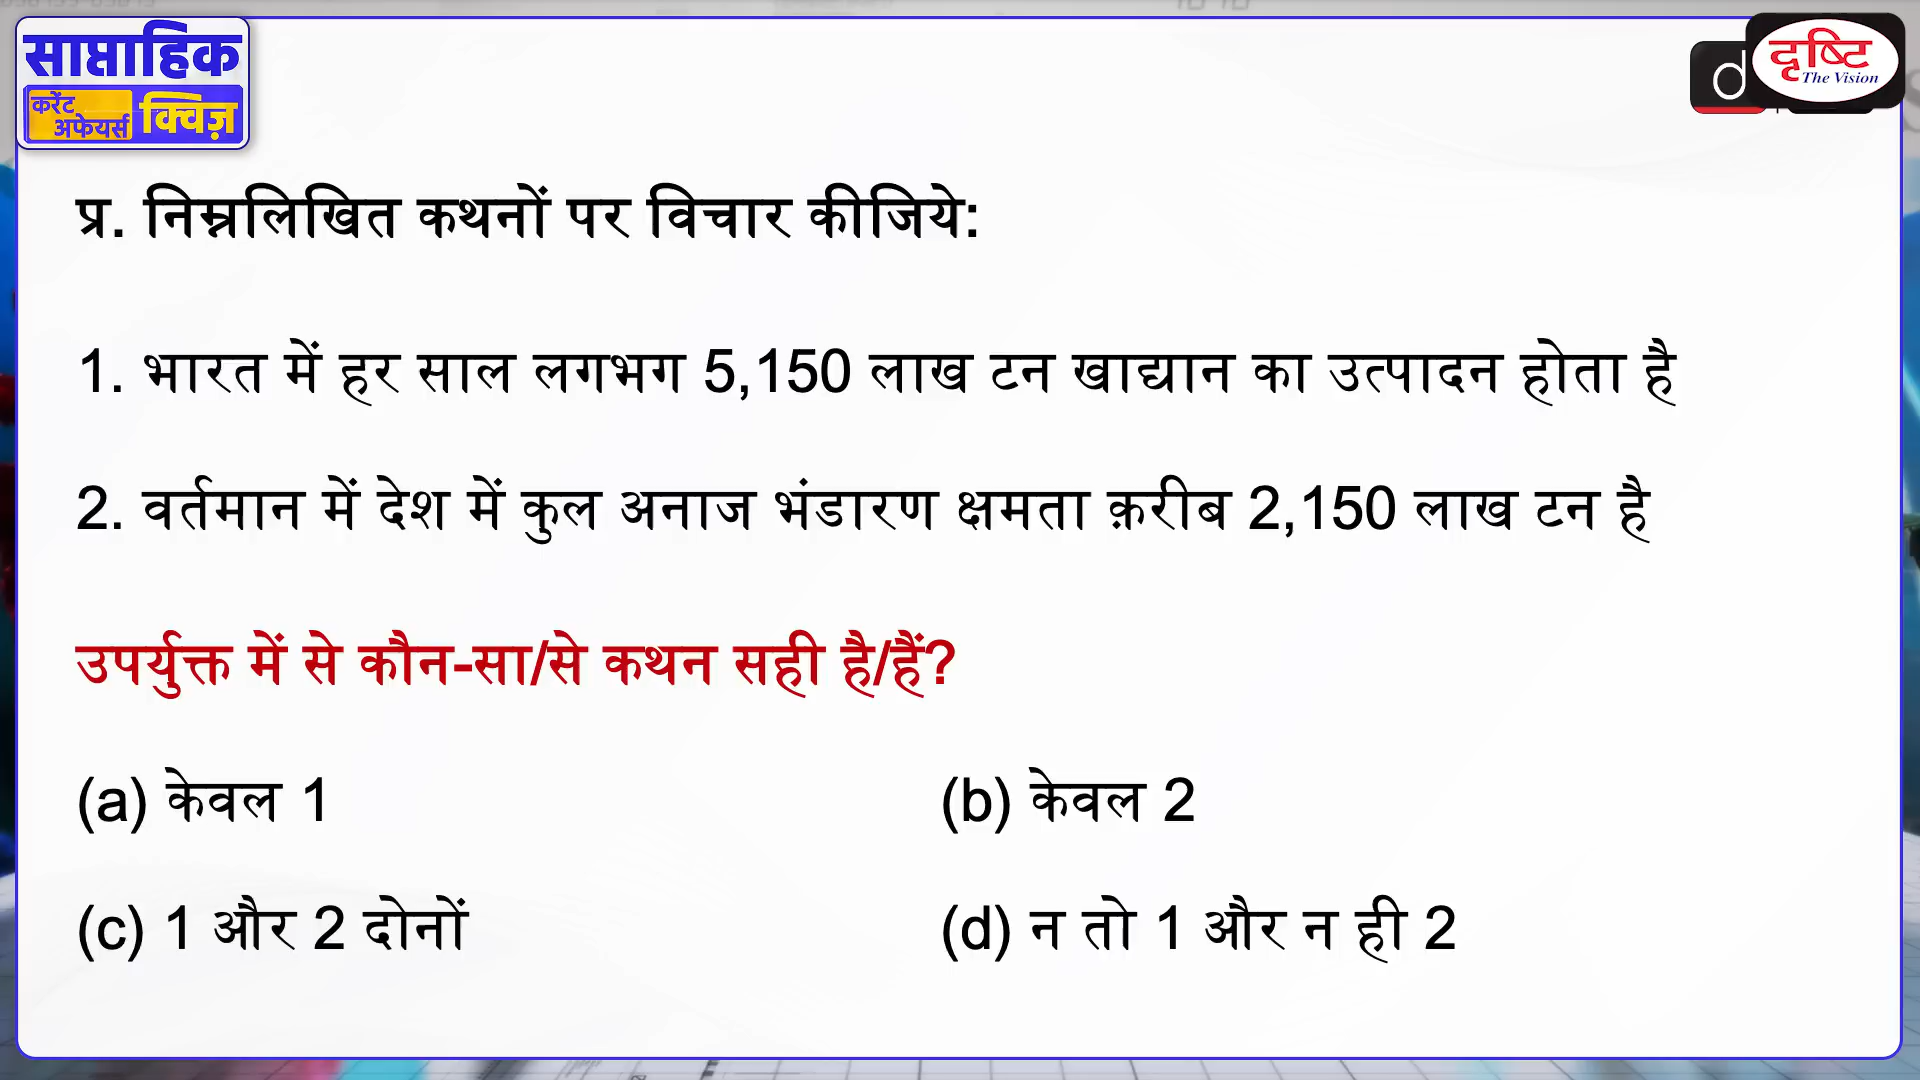 साप्ताहिक
करेंट
अफेयर्स
क्विज़
दृष्टि
The Vision
प्र. निम्नलिखित कथनों पर विचार कीजिये:
1. भारत में हर साल लगभग 5,150 लाख टन खाद्यान का उत्पादन होता है
2. वर्तमान में देश में कुल अनाज भंडारण क्षमता क़रीब 2,150 लाख टन है
उपर्युक्त में से कौन-सा/से कथन सही है/हैं?
(a) केवल 1
(b) केवल 2
(c) 1 और 2 दोनों
(d) न तो 1 और न ही 2